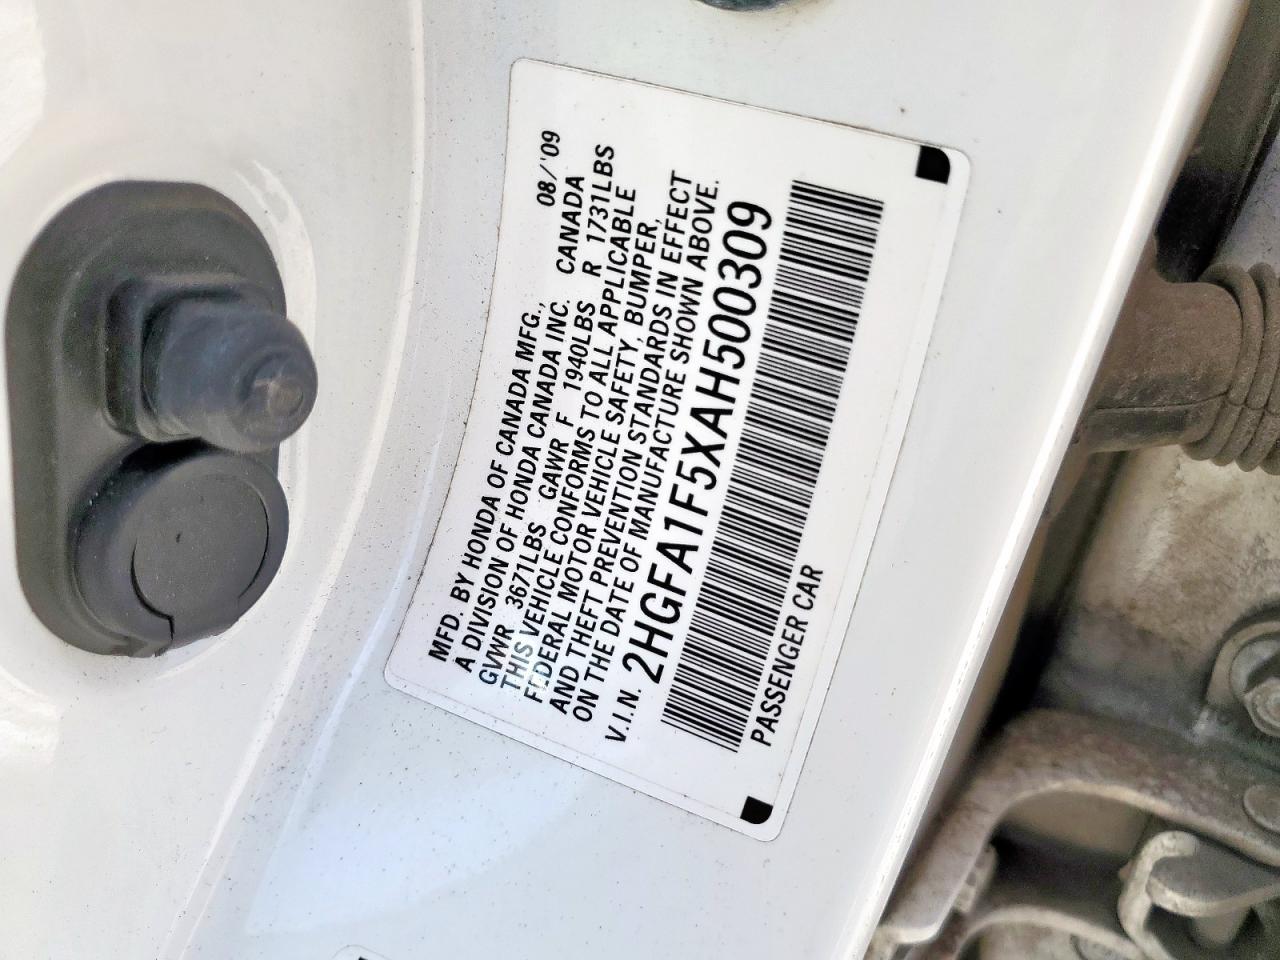 MFD. BY HONDA OF CANADA MFG., 08/'09
A DIVISION OF HONDA CANADA INC. CANADA
GVWR 3671LBS GAWR F 1940LBS R 1731LBS
THIS VEHICLE CONFORMS TO ALL APPLICABLE
FEDERAL MOTOR VEHICLE SAFETY, BUMPER,
AND THEFT PREVENTION STANDARDS IN EFFECT
ON THE DATE OF MANUFACTURE SHOWN ABOVE.
V.I.N. 2HGFA1F5XAH500309
PASSENGER CAR